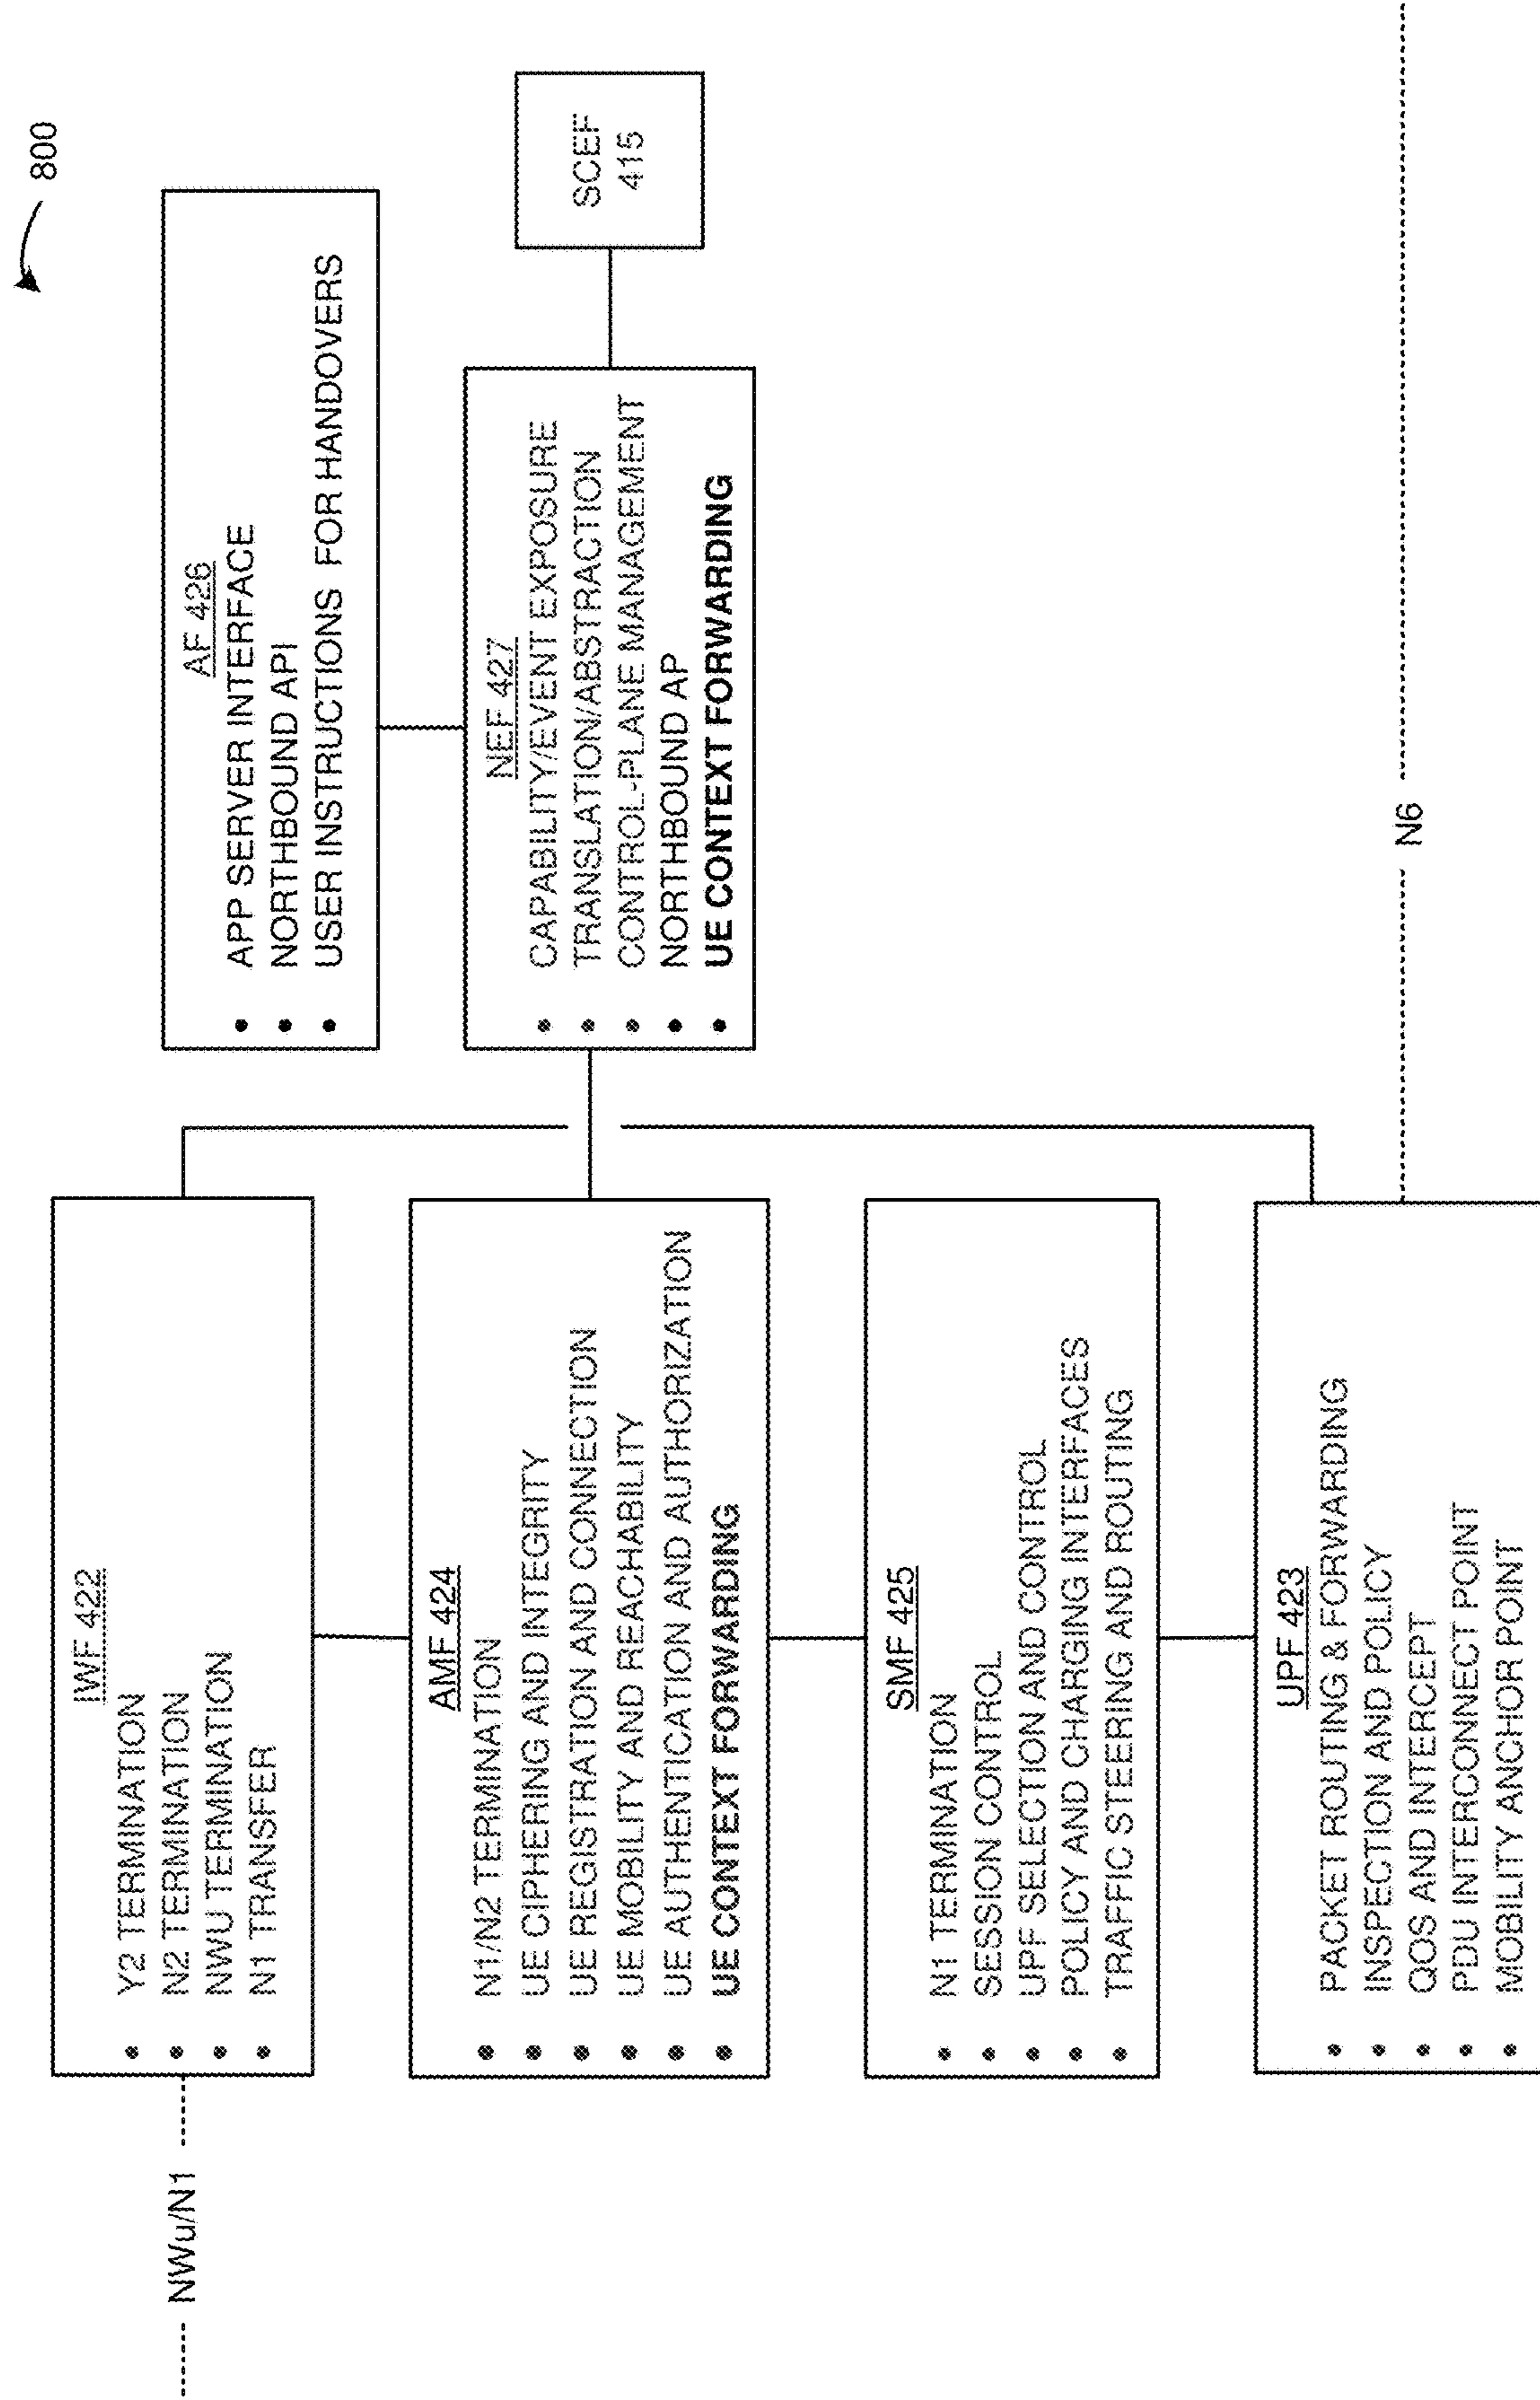 800
IWF 422
Y2 TERMINATION
N2 TERMINATION
NWU TERMINATION
N1 TRANSFER
NWu/N1
AMF 424
N1/N2 TERMINATION
UE CIPHERING AND INTEGRITY
UE REGISTRATION AND CONNECTION
UE MOBILITY AND REACHABILITY
UE AUTHENTICATION AND AUTHORIZATION
UE CONTEXT FORWARDING
SMF 425
N1 TERMINATION
SESSION CONTROL
UPF SELECTION AND CONTROL
POLICY AND CHARGING INTERFACES
TRAFFIC STEERING AND ROUTING
UPF 423
PACKET ROUTING & FORWARDING
INSPECTION AND POLICY
QOS AND INTERCEPT
PDU INTERCONNECT POINT
MOBILITY ANCHOR POINT
AF 426
APP SERVER INTERFACE
NORTHBOUND API
USER INSTRUCTIONS FOR HANDOVERS
NEF 427
CAPABILITY/EVENT EXPOSURE
TRANSLATION/ABSTRACTION
CONTROL-PLANE MANAGEMENT
NORTHBOUND AP
UE CONTEXT FORWARDING
SCEF
415
N6